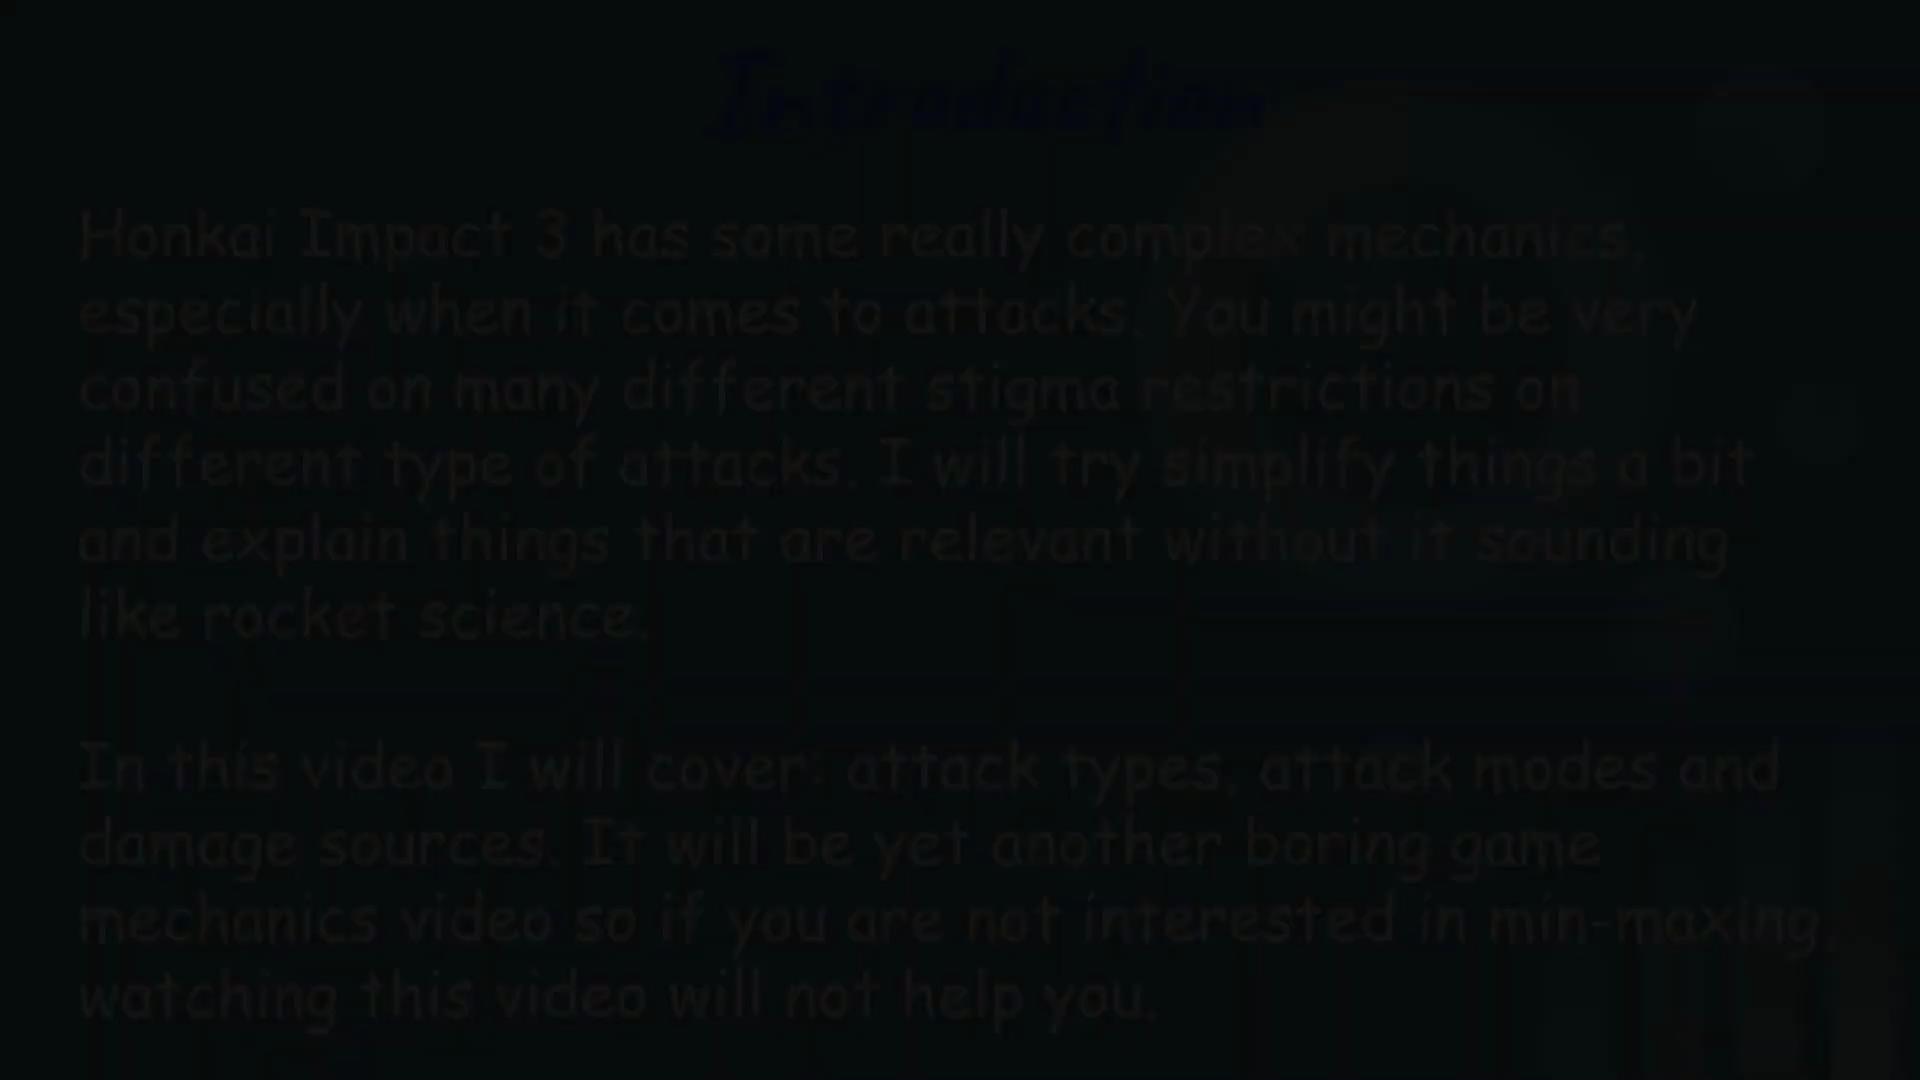 Introduction
Honkai Impact 3 has some really complex mechanics,
especially when it comes to attacks. You might be very
confused on many different stigma restrictions on
different type of attacks. I will try simplify things a bit
and explain things that are relevant without it sounding
like rocket science.
In this video I will cover: attack types, attack modes and
damage sources. It will be yet another boring game
mechanics video so if you are not interested in min-maxing
watching this video will not help you.